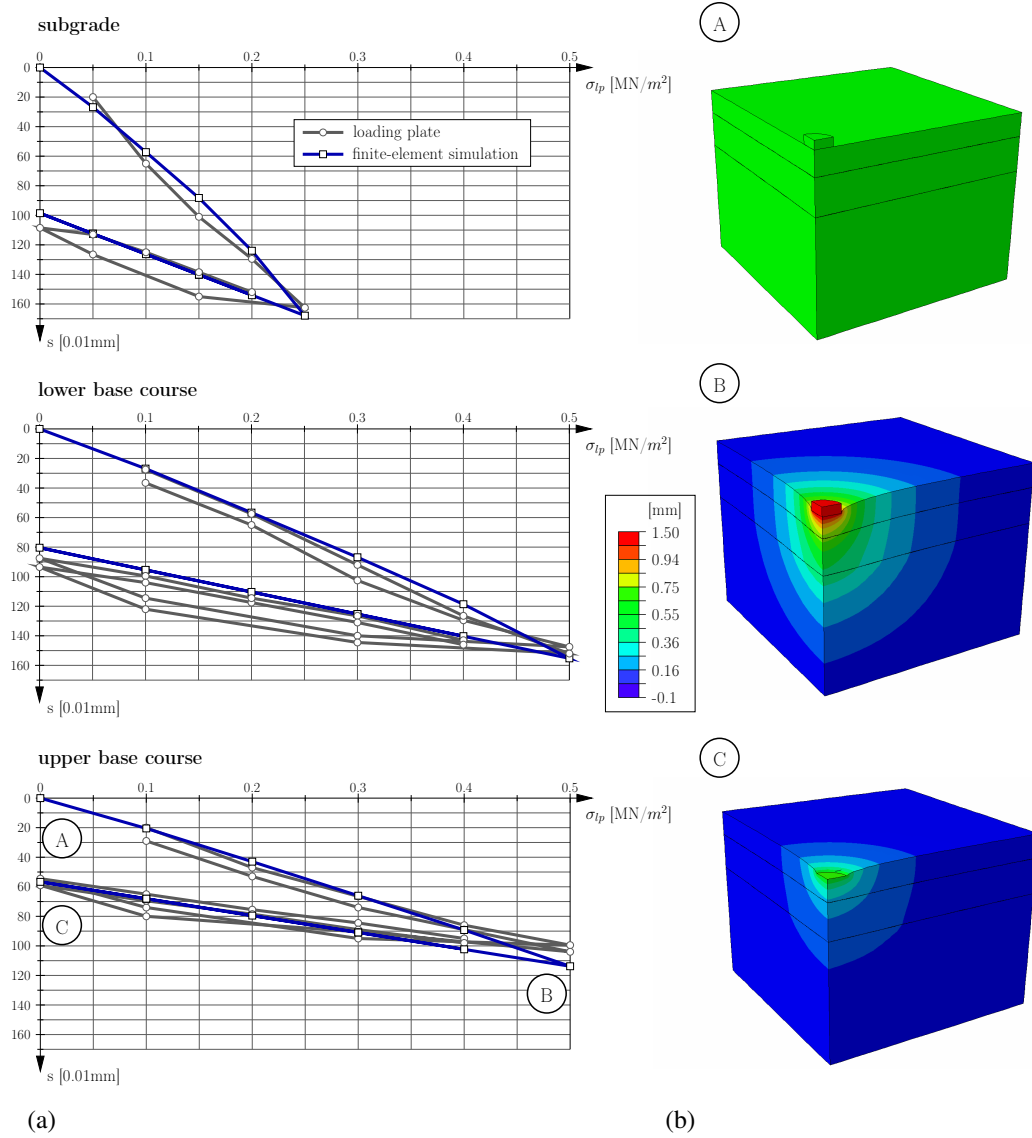 subgrade
0 0.1 0.2 0.3 0.4 0.5
σ_lp [MN/m²]
0
20
40
60
80
100
120
140
160
s [0.01mm]
loading plate
finite-element simulation
A
lower base course
0 0.1 0.2 0.3 0.4 0.5
σ_lp [MN/m²]
0
20
40
60
80
100
120
140
160
s [0.01mm]
B
[mm]
1.50
0.94
0.75
0.55
0.36
0.16
-0.1
upper base course
0 0.1 0.2 0.3 0.4 0.5
σ_lp [MN/m²]
0
20
40
60
80
100
120
140
160
s [0.01mm]
A
C
B
C
(a) (b)